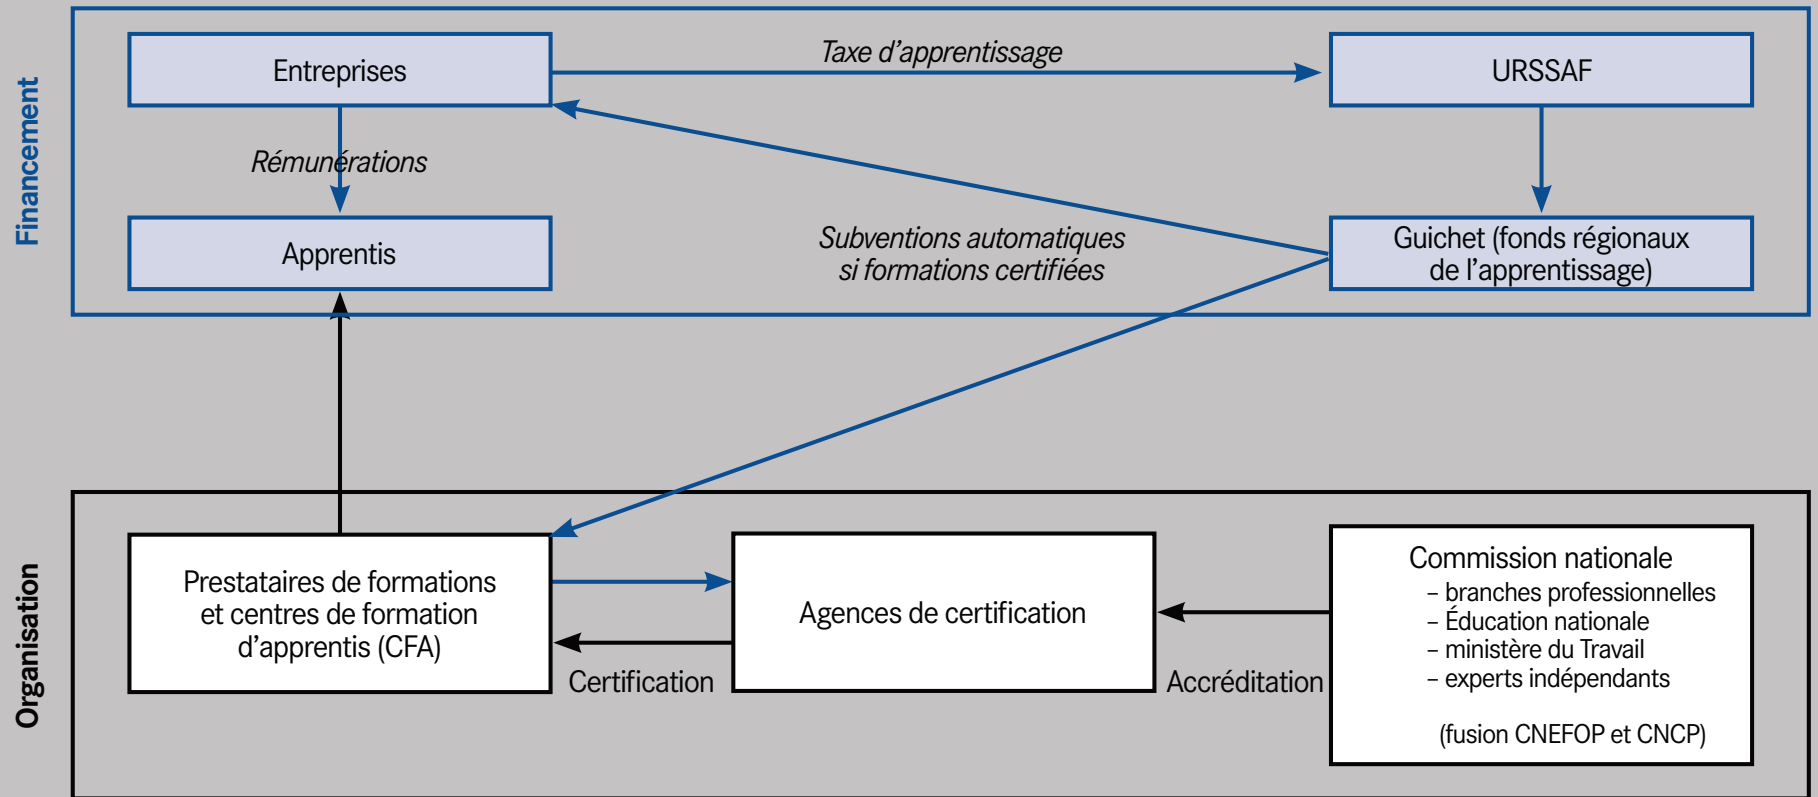 Financement
Entreprises
Taxe d'apprentissage
URSSAF
Rémunérations
Apprentis
Subventions automatiques
si formations certifiées
Guichet (fonds régionaux
de l'apprentissage)
Organisation
Prestataires de formations
et centres de formation
d'apprentis (CFA)
Certification
Agences de certification
Accréditation
Commission nationale
– branches professionnelles
– Éducation nationale
– ministère du Travail
– experts indépendants
(fusion CNEFOP et CNCP)